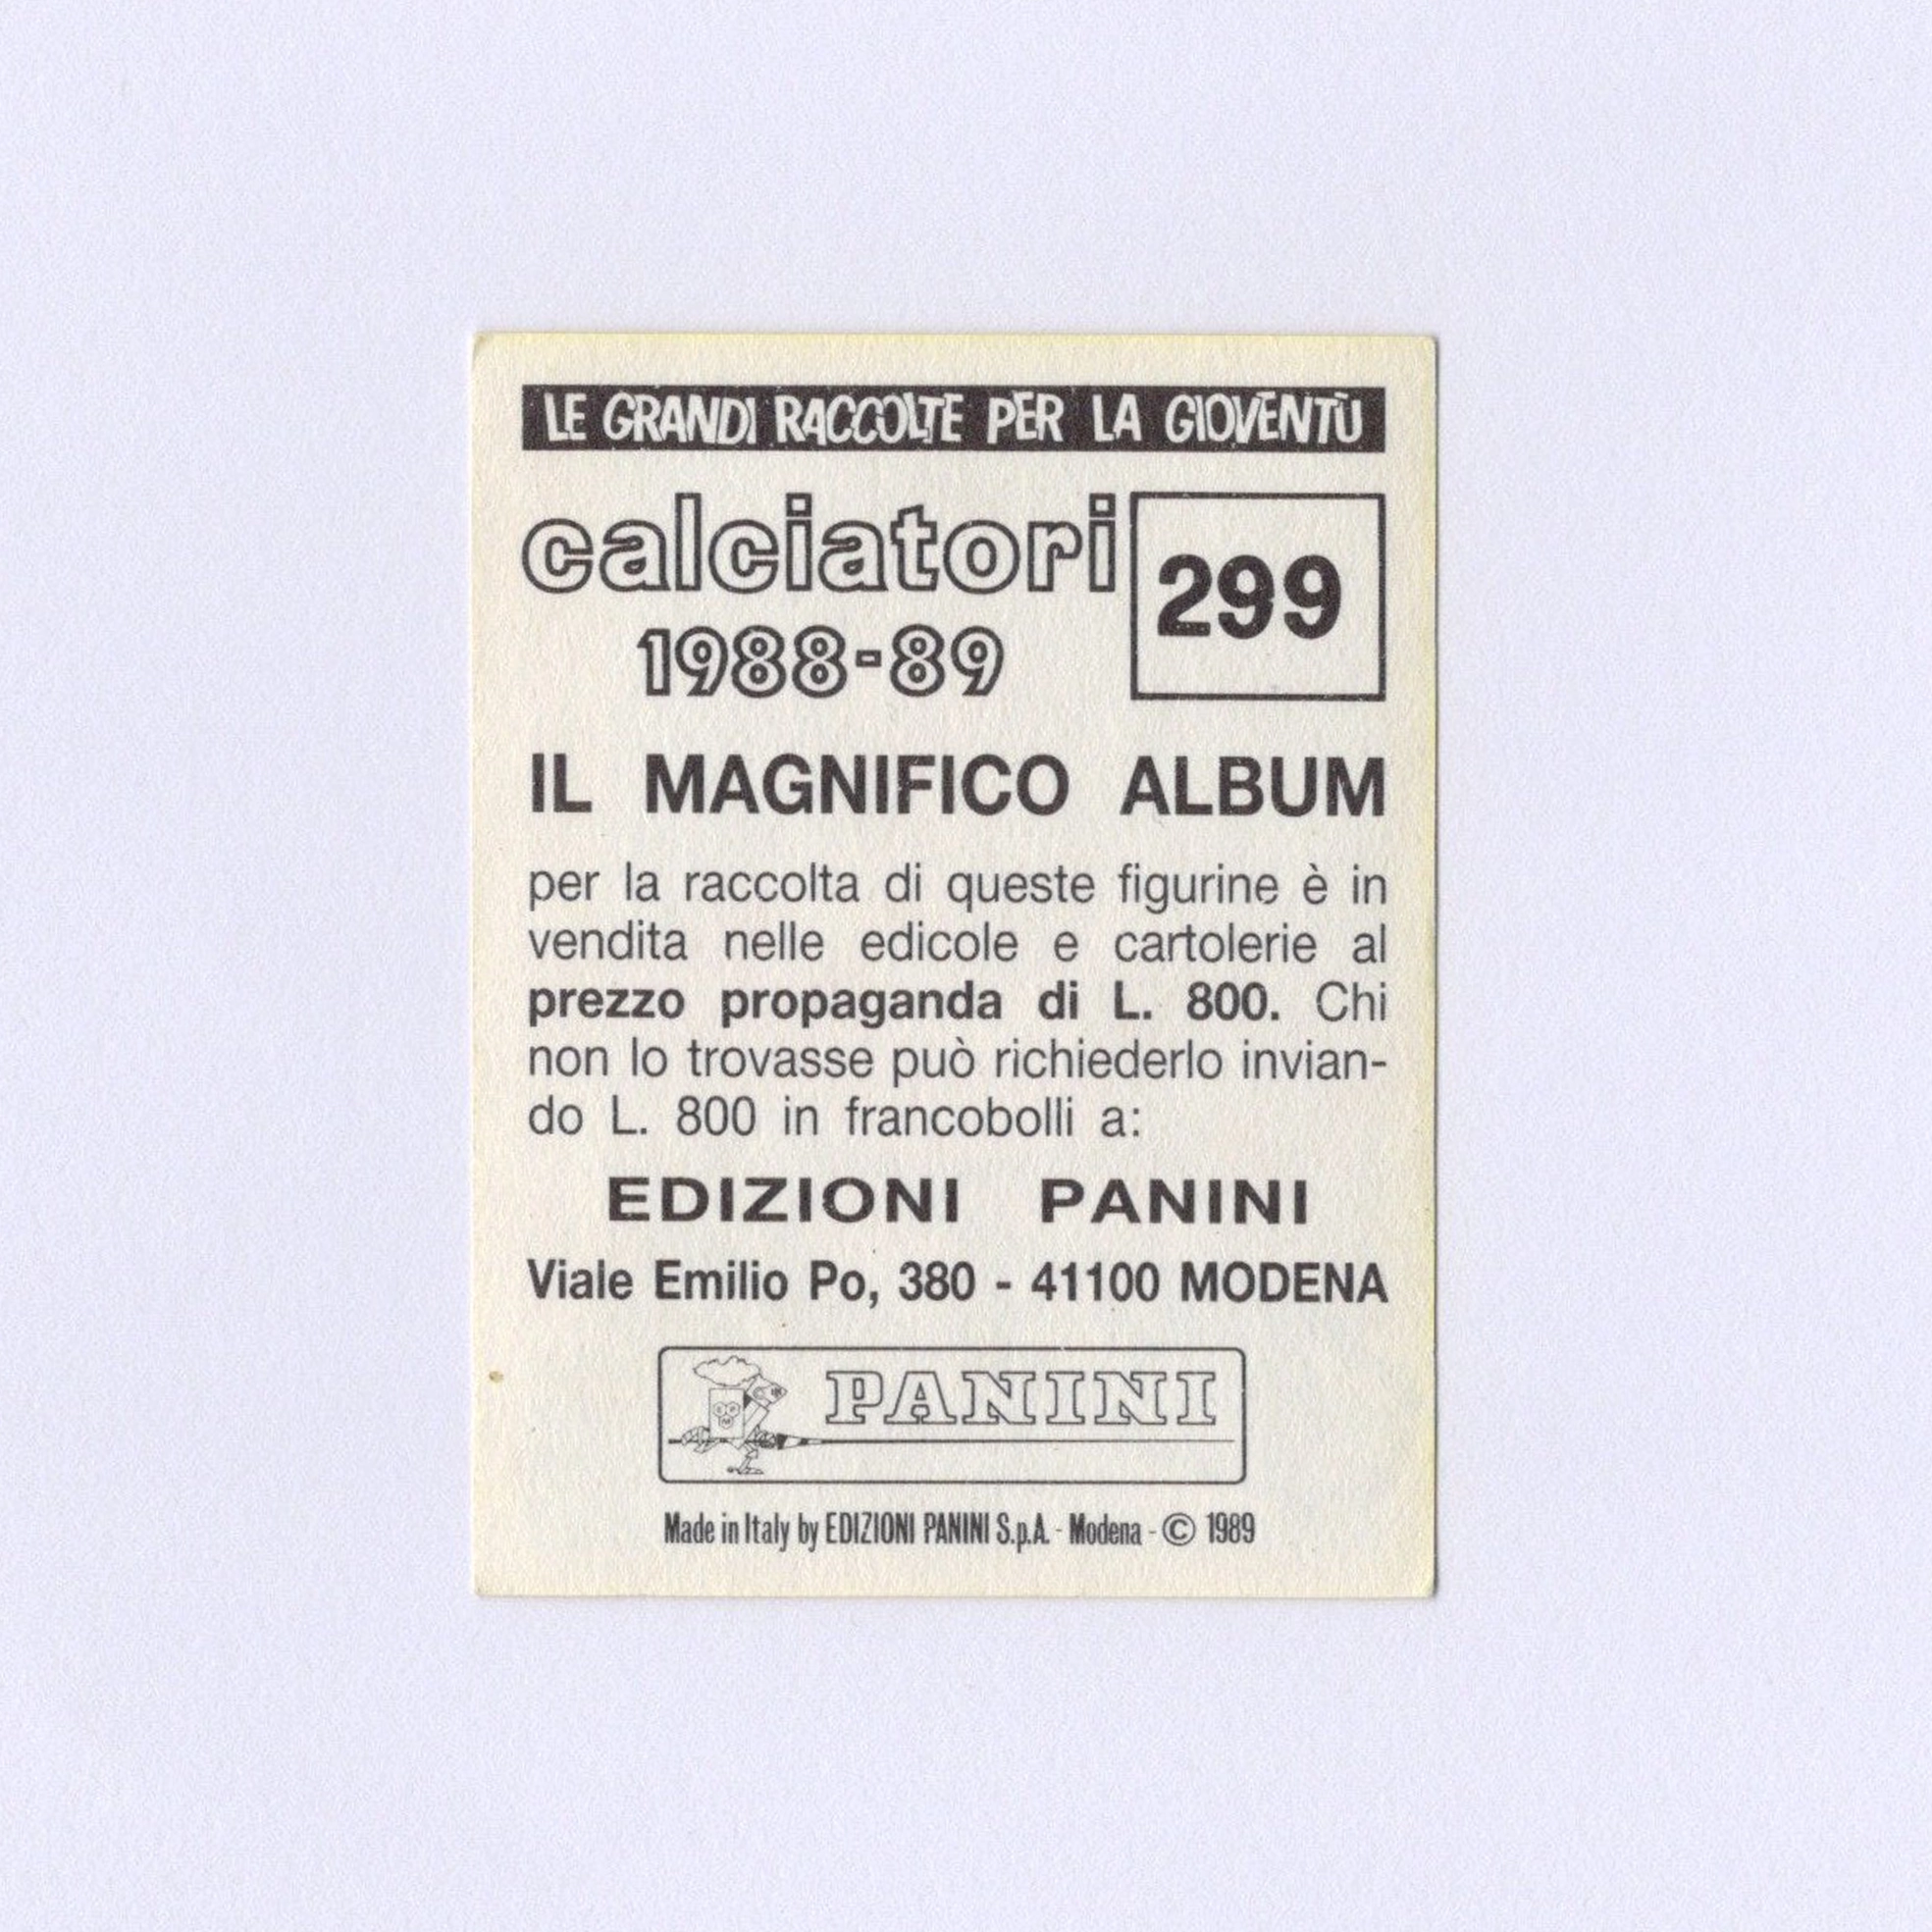 LE GRANDI RACCOLTE PER LA GIOVENTÙ
calciatori
299
1988-89
IL MAGNIFICO ALBUM
per la raccolta di queste figurine è in
vendita nelle edicole e cartolerie al
prezzo propaganda di L. 800. Chi
non lo trovasse può richiederlo invian-
do L. 800 in francobolli a:
EDIZIONI PANINI
Viale Emilio Po, 380 - 41100 MODENA
PANINI
Made in Italy by EDIZIONI PANINI S.p.A. - Modena - © 1989